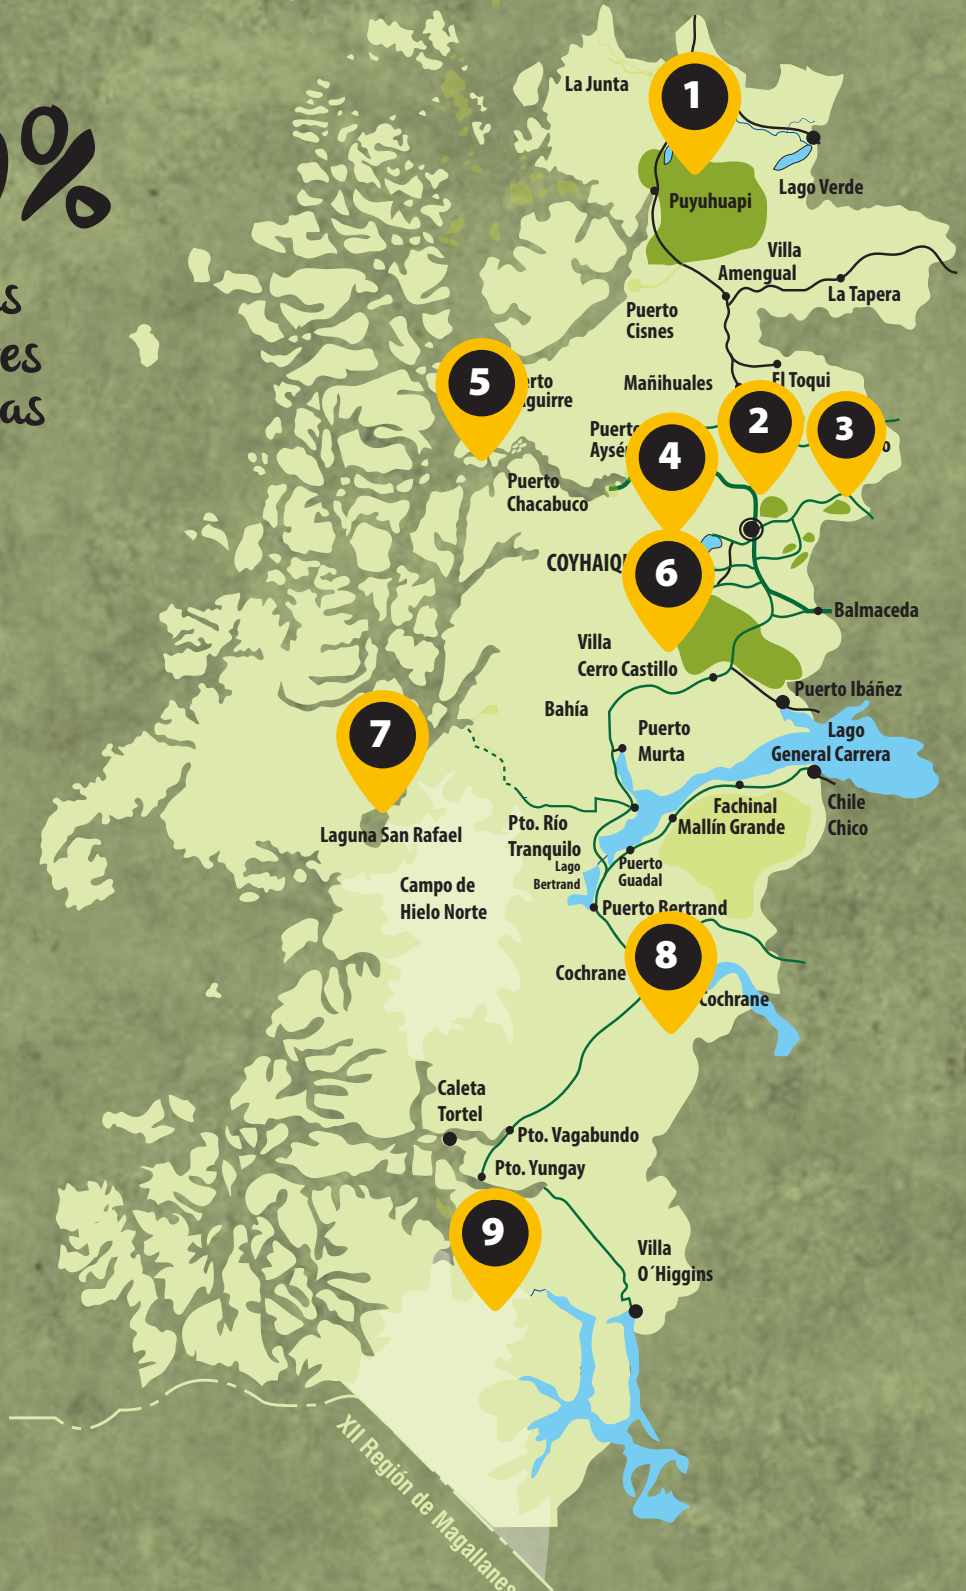 %
es
as
La Junta
1
Lago Verde
Puyuhuapi
Villa
Amengual
La Tapera
Puerto
Cisnes
El Toqui
Mañihuales
5
2
3
4
Puerto
Chacabuco
6
Balmaceda
Villa
Cerro Castillo
Puerto Ibáñez
Bahía
Puerto
Murta
Lago
General Carrera
7
Laguna San Rafael
Fachinal
Mallín Grande
Chile
Chico
Pto. Río
Tranquilo
Lago
Bertrand
Puerto
Guadal
Campo de
Hielo Norte
Puerto Bertrand
8
Cochrane
Cochrane
Caleta
Tortel
Pto. Vagabundo
Pto. Yungay
9
Villa
O´Higgins
XII Región de Magallanes